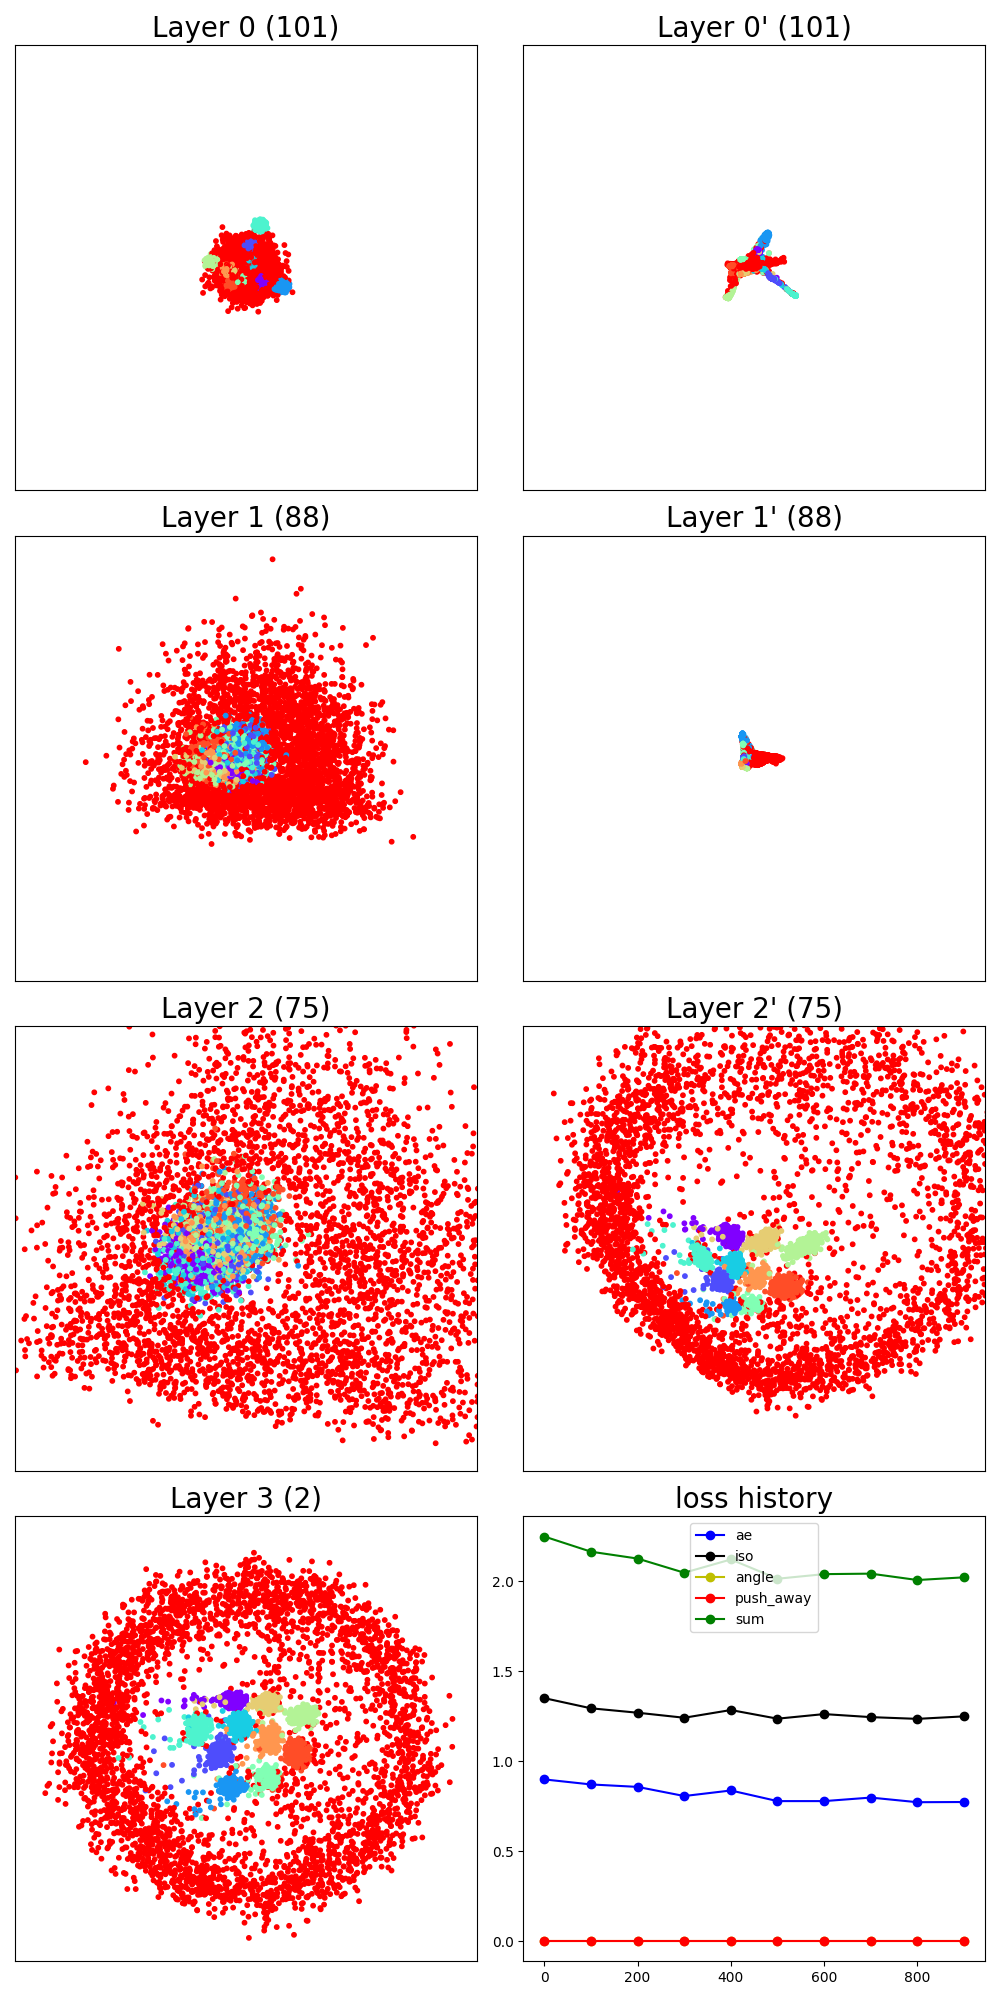 Layer 0 (101)
Layer 0' (101)
Layer 1 (88)
Layer 1' (88)
Layer 2 (75)
Layer 2' (75)
Layer 3 (2)
loss history
ae
iso
angle
push_away
sum
2.0
1.5
1.0
0.5
0.0
0
200
400
600
800